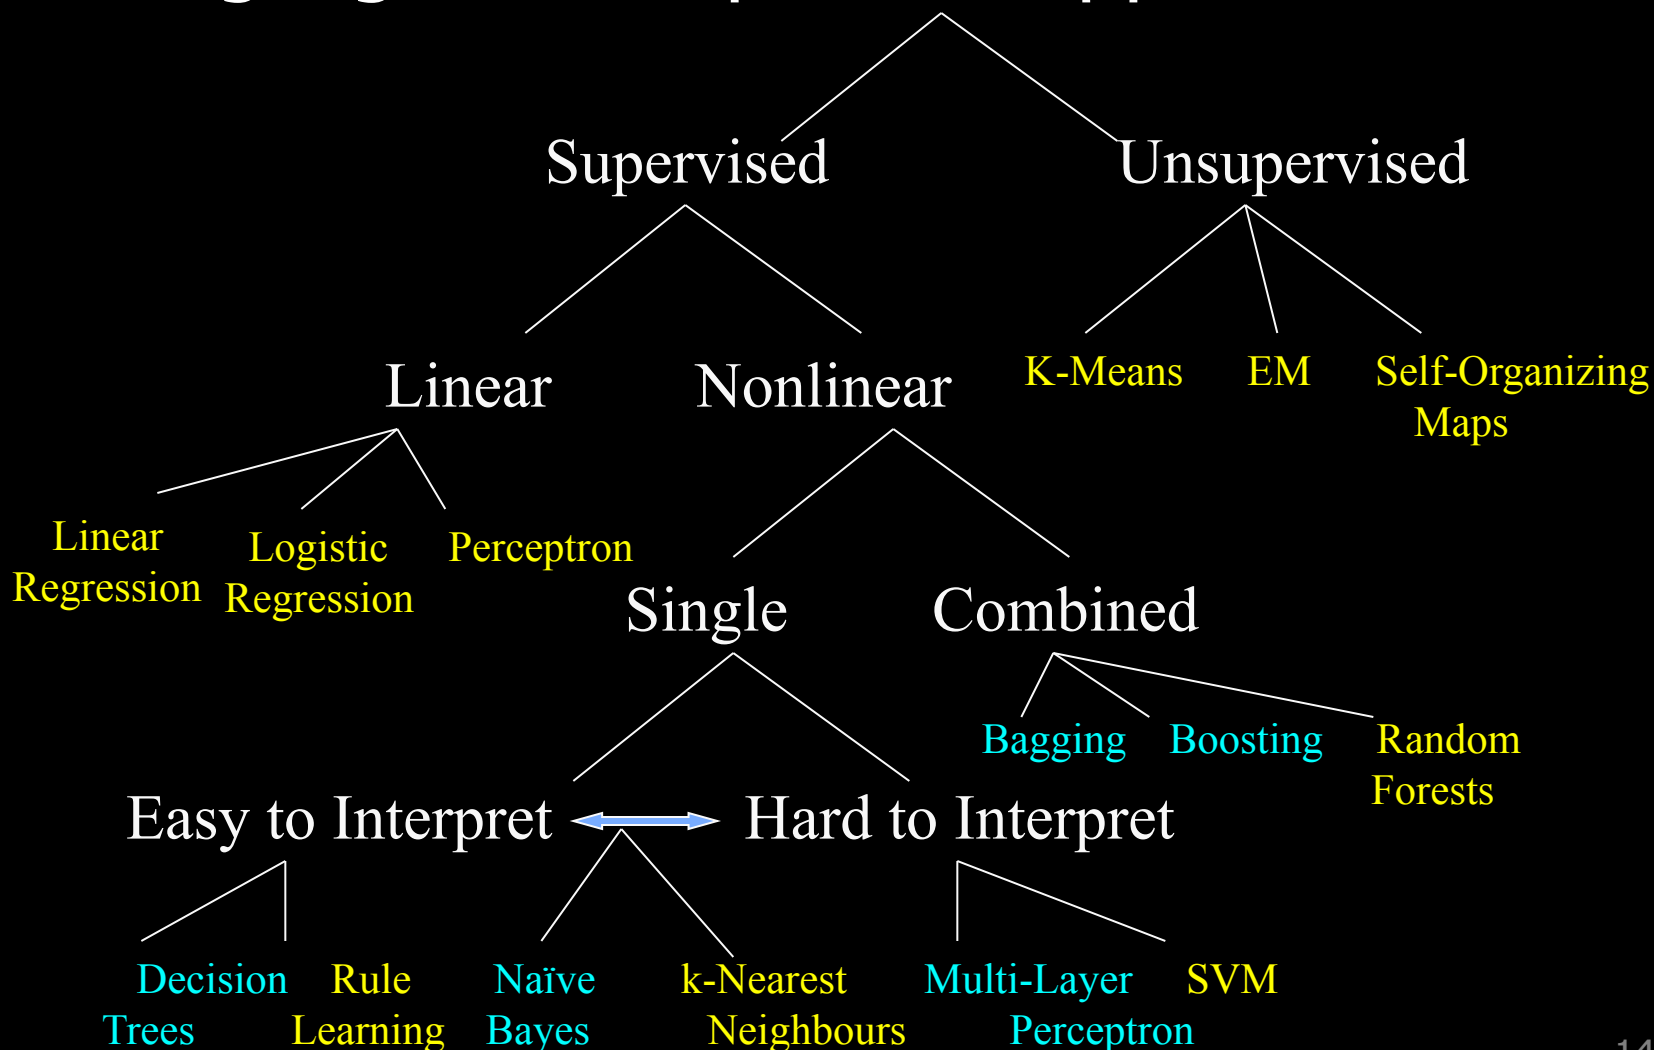 Supervised
Unsupervised
Linear
Nonlinear
K-Means
EM
Self-Organizing
Maps
Linear
Regression
Logistic
Regression
Perceptron
Single
Combined
Bagging
Boosting
Random
Forests
Easy to Interpret
Hard to Interpret
Decision
Trees
Rule
Learning
Naïve
Bayes
k-Nearest
Neighbours
Multi-Layer
Perceptron
SVM